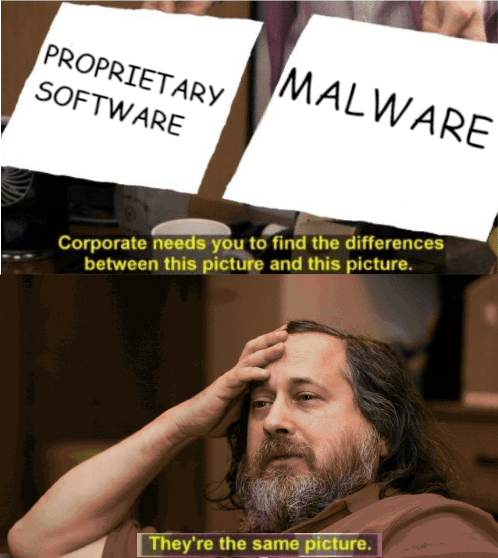 PROPRIETARY
SOFTWARE
MALWARE
Corporate needs you to find the differences
between this picture and this picture.
They're the same picture.